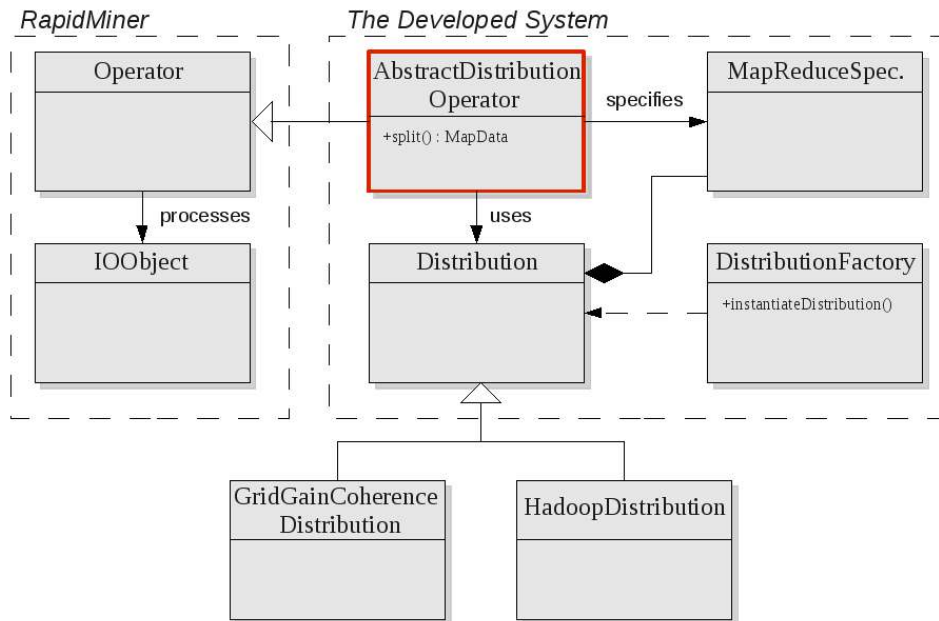 RapidMiner
The Developed System
Operator
AbstractDistribution
Operator
+split() : MapData
specifies
MapReduceSpec.
processes
uses
IOObject
Distribution
DistributionFactory
+instantiateDistribution()
GridGainCoherence
Distribution
HadoopDistribution